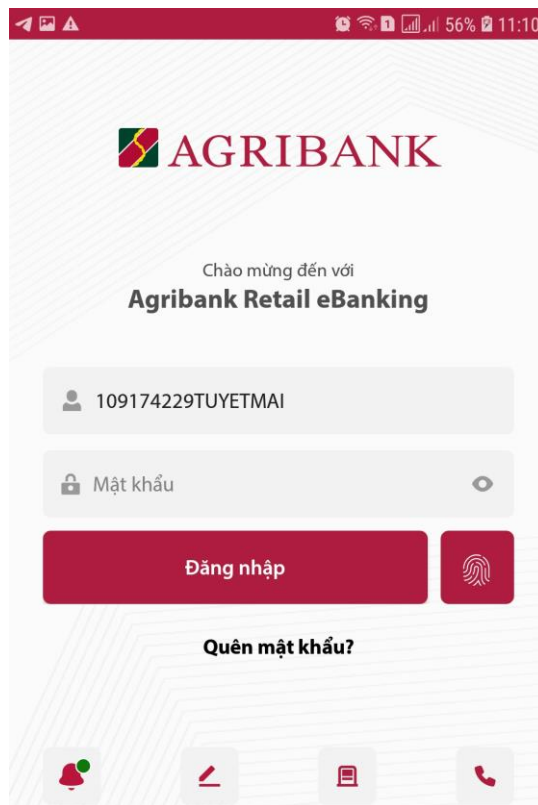 56% 11:10
AGRIBANK
Chào mừng đến với
Agribank Retail eBanking
109174229TUYETMAI
Mật khẩu
Đăng nhập
Quên mật khẩu?